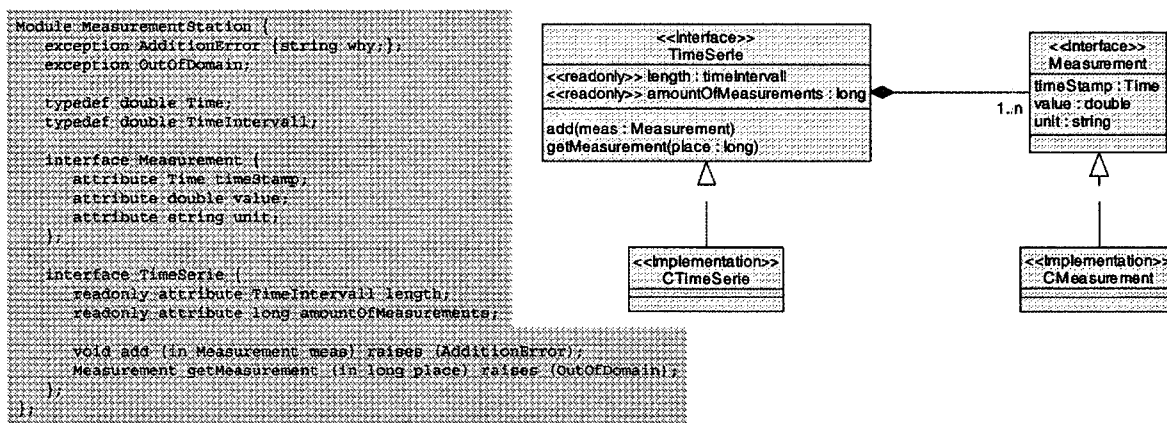 Module MeasurementStation {
exception AdditionError {string why;};
exception OutOfDomain;
typedef double Time;
typedef double TimeIntervall;
interface Measurement {
attribute Time timeStamp;
attribute double value;
attribute string unit;
};
interface TimeSerie {
readonly attribute TimeIntervall length;
readonly attribute long amountOfMeasurements;
void add (in Measurement meas) raises (AdditionError);
Measurement getMeasurement (in long place) raises (OutOfDomain);
};
};
<<Interface>>
TimeSerie
<<readonly>> length : timeIntervall
<<readonly>> amountOfMeasurements : long
add(meas : Measurement)
getMeasurement(place : long)
1..n
<<Interface>>
Measurement
timeStamp : Time
value : double
unit : string
<<Implementation>>
CTimeSerie
<<Implementation>>
CMeasurement